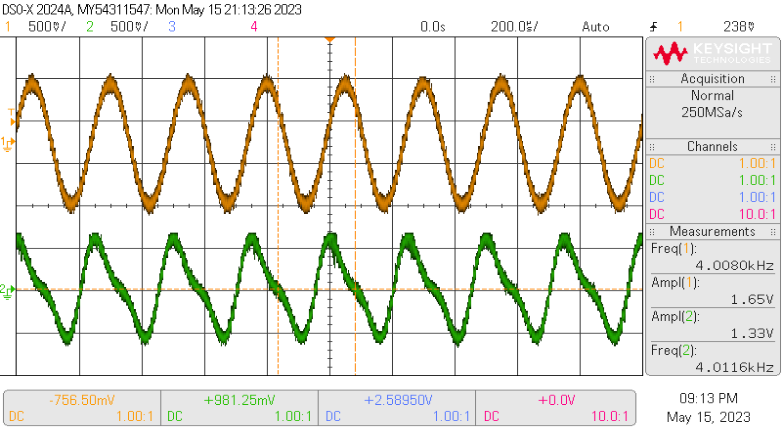 DSO-X 2024A, MY54311547: Mon May 15 21:13:26 2023
1 500mV/ 2 500mV/ 3 4 0.0s 200.0us/ Auto 1 238mV
KEYSIGHT
TECHNOLOGIES
Acquisition
Normal
250MSa/s
Channels
DC 1.00:1
DC 1.00:1
DC 1.00:1
DC 10.0:1
Measurements
Freq(1):
4.0080kHz
Ampl(1):
1.65V
Ampl(2):
1.33V
Freq(2):
4.0116kHz
T
1
2
-756.50mV
DC 1.00:1
+981.25mV
DC 1.00:1
+2.58950V
DC 1.00:1
+0.0V
DC 10.0:1
09:13 PM
May 15, 2023